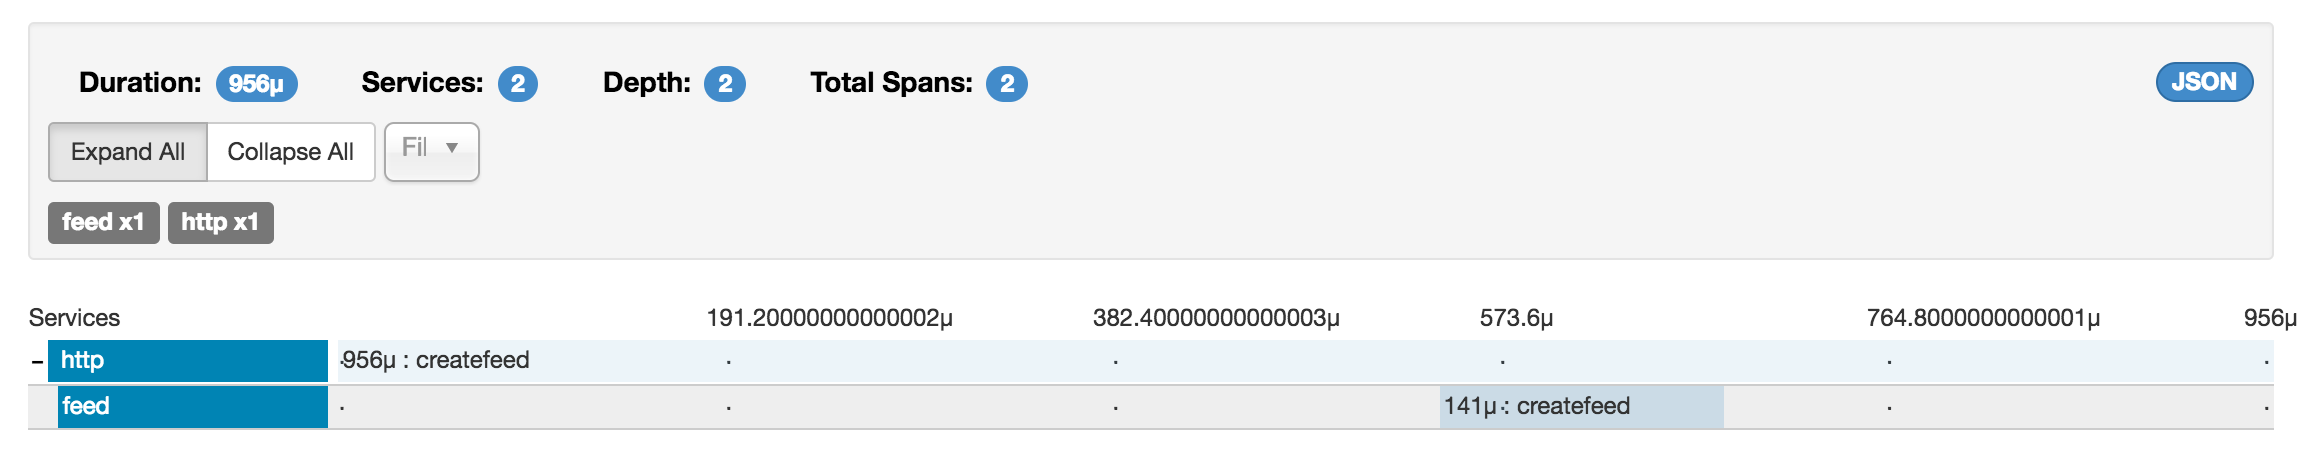 Duration: 956μ Services: 2 Depth: 2 Total Spans: 2 JSON
Expand All Collapse All Fil
feed x1 http x1
Services 191.20000000000002μ 382.40000000000003μ 573.6μ 764.8000000000001μ 956μ
http 956μ : createfeed
feed 141μ : createfeed